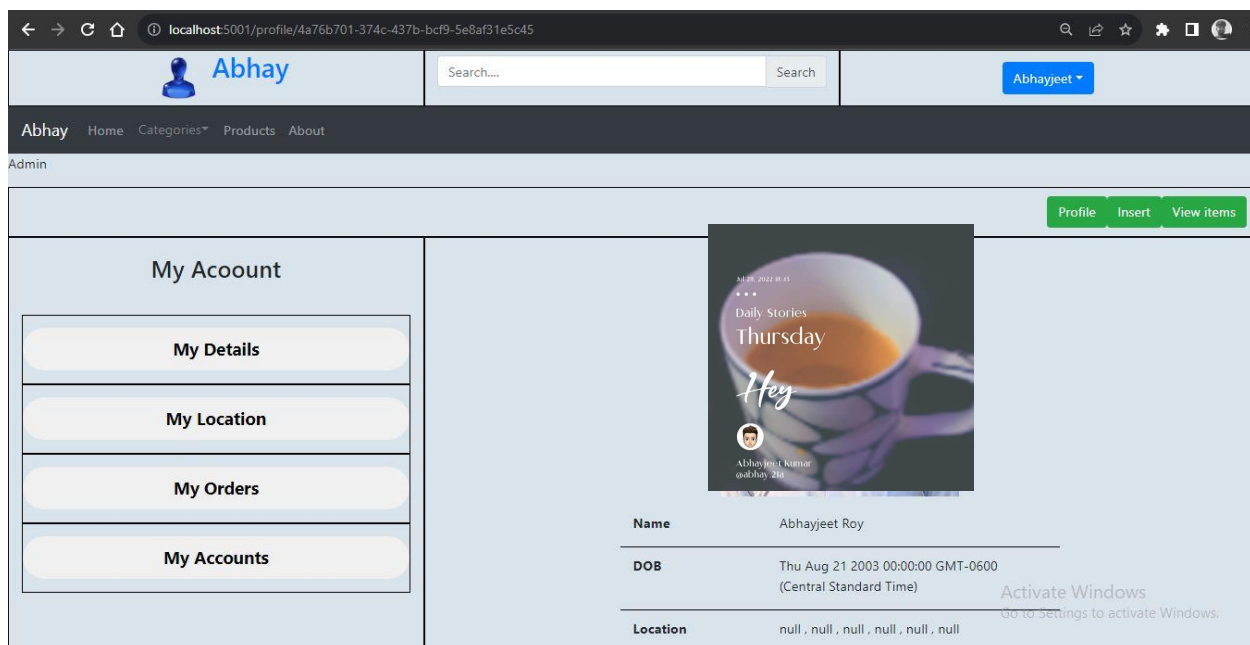 localhost:5001/profile/4a76b701-374c-437b-bcf9-5e8af31e5c45
Abhay
Search....
Search
Abhayjeet
Abhay Home Categories Products About
Admin
Profile Insert View items
My Acoount
My Details
My Location
My Orders
My Accounts
Daily Stories
Thursday
Hey
Abhayjeet Kumar
Name Abhayjeet Roy
DOB Thu Aug 21 2003 00:00:00 GMT-0600
(Central Standard Time)
Location null , null , null , null , null , null
Activate Windows
Go to Settings to activate Windows.